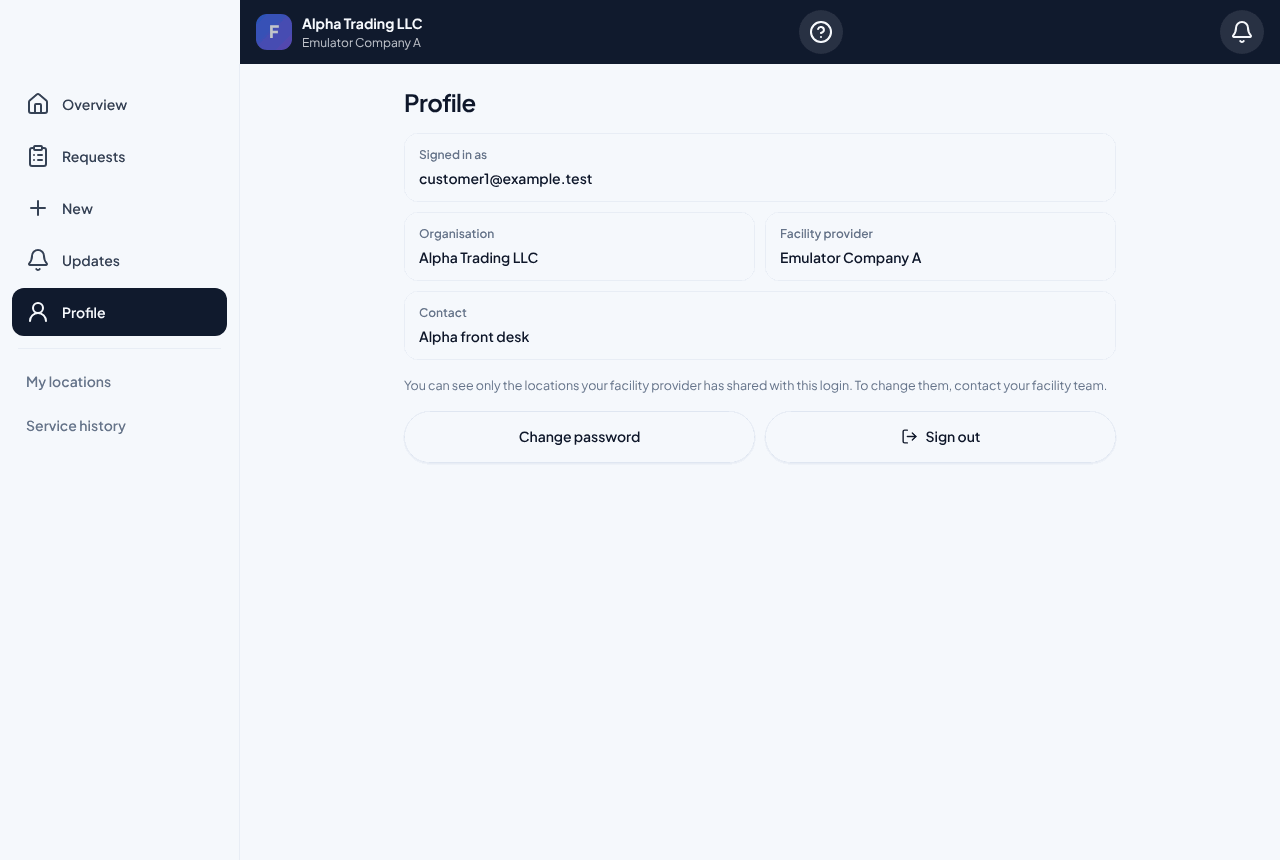 F
Alpha Trading LLC
Emulator Company A
Overview
Requests
New
Updates
Profile
My locations
Service history
Profile
Signed in as
customer1@example.test
Organisation
Alpha Trading LLC
Facility provider
Emulator Company A
Contact
Alpha front desk
You can see only the locations your facility provider has shared with this login. To change them, contact your facility team.
Change password
Sign out